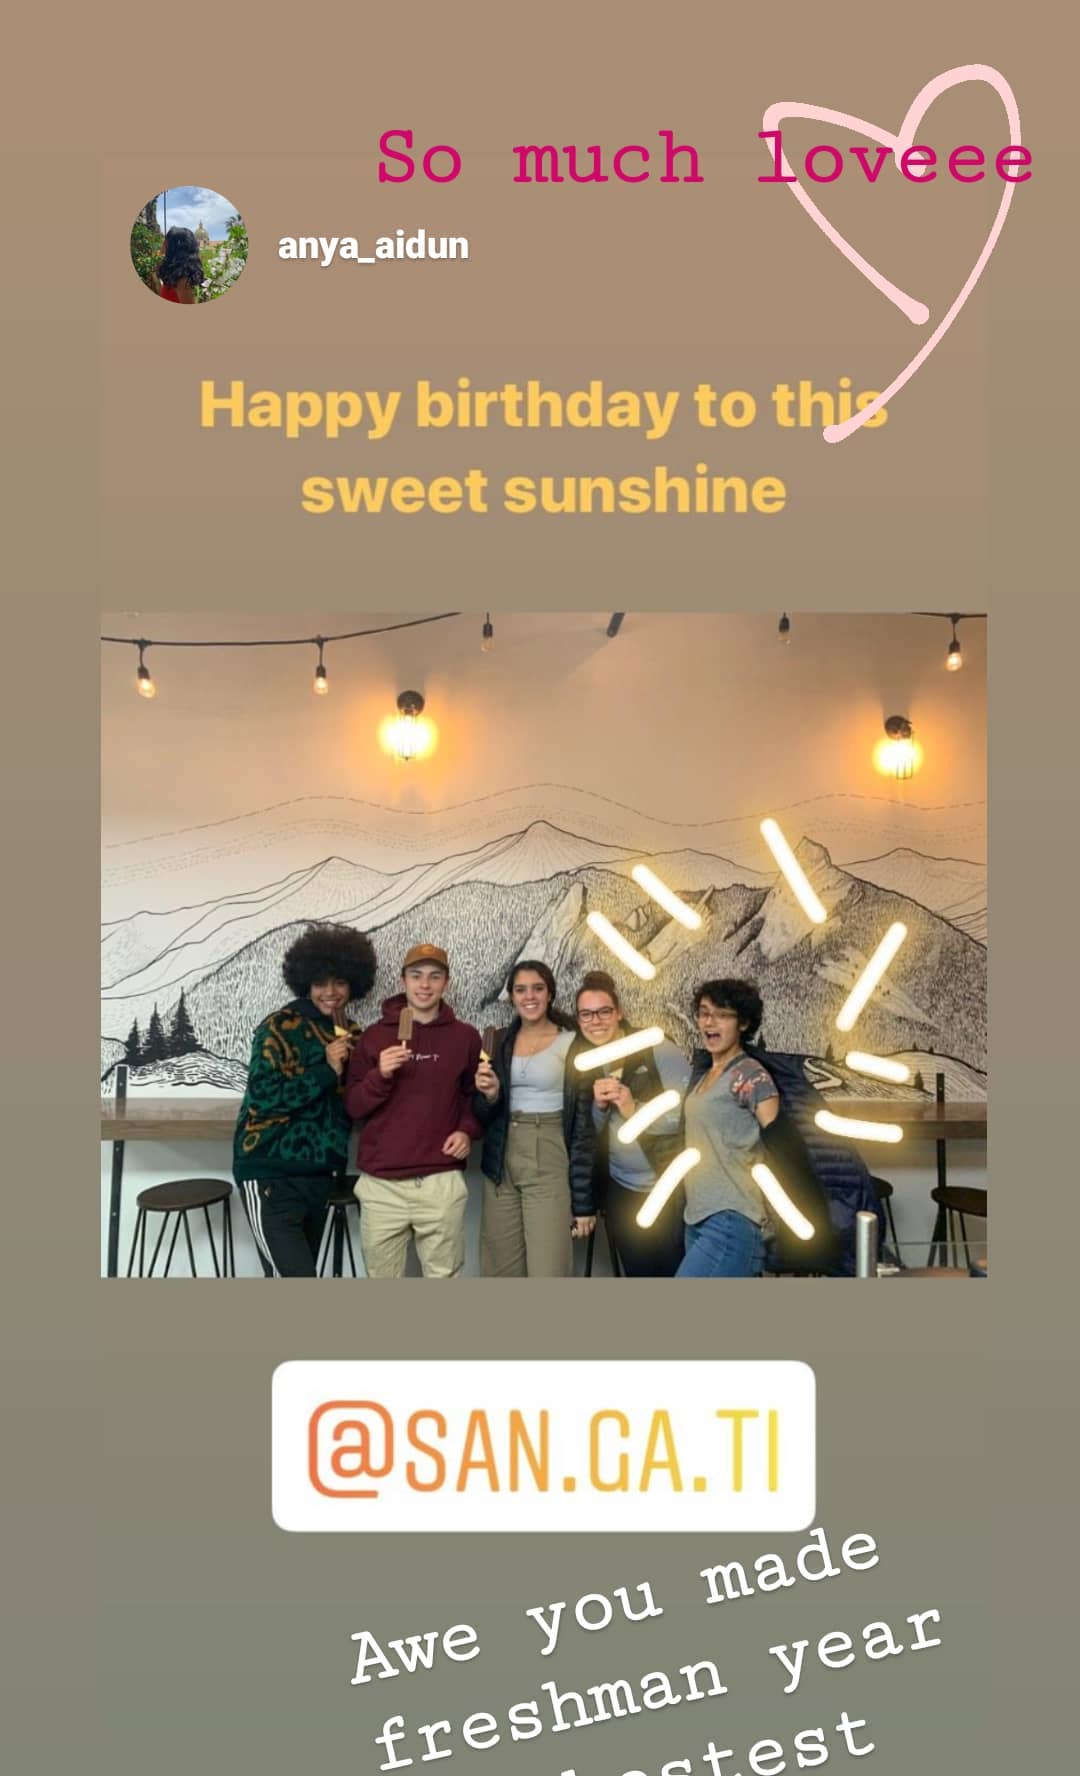 So much loveee
anya_aidun
Happy birthday to this
sweet sunshine
@SAN.GA.TI
Awe you made
freshman year